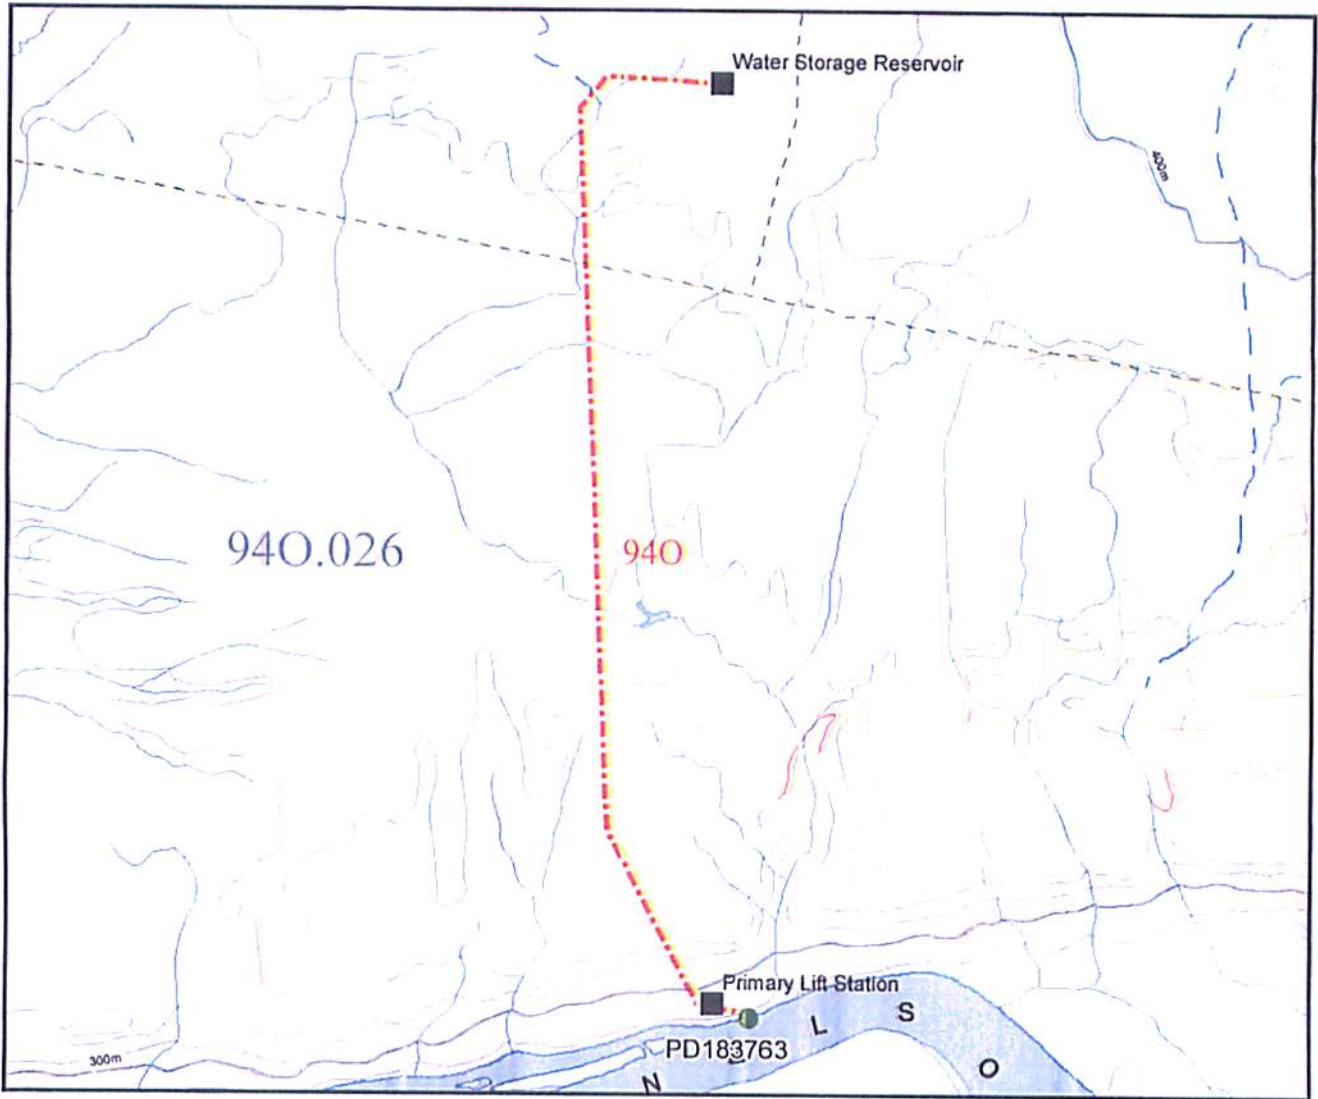 Water Storage Reservoir
400m
94O.026
94O
Primary Lift Station
PD183763
300m
N L S O